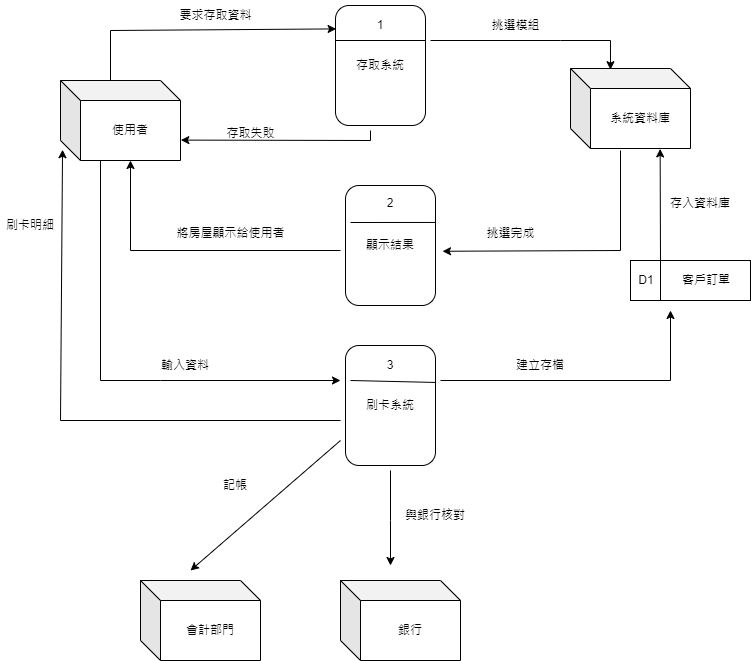 要求存取資料
1
挑選模組
存取系統
使用者
系統資料庫
存取失敗
2
存入資料庫
刷卡明細
將房屋顯示給使用者
挑選完成
顯示結果
D1
客戶訂單
3
輸入資料
建立存檔
刷卡系統
記帳
與銀行核對
會計部門
銀行